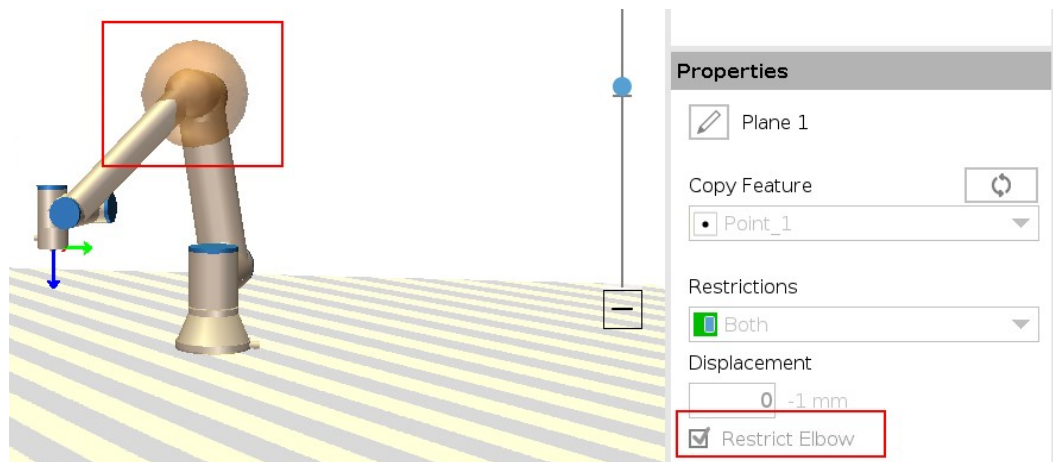 Properties
Plane 1
Copy Feature
Point_1
Restrictions
Both
Displacement
0 -1 mm
Restrict Elbow